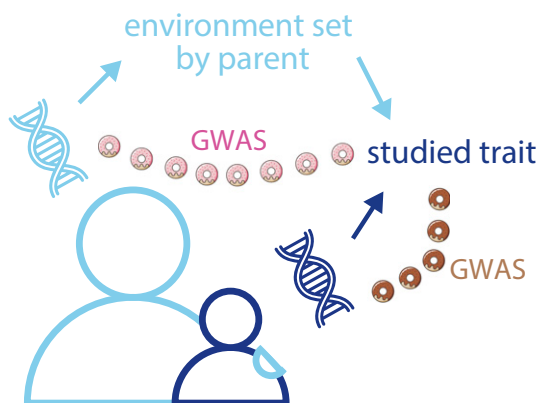 environment set
by parent
GWAS
studied trait
GWAS